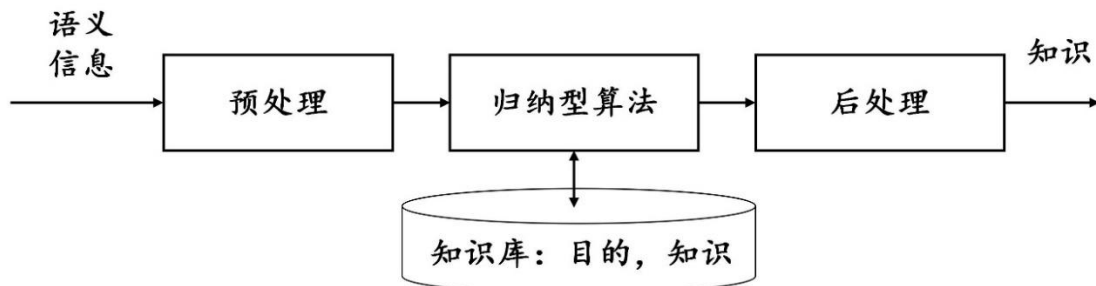 语义
信息
预处理
归纳型算法
后处理
知识
知识库：目的，知识